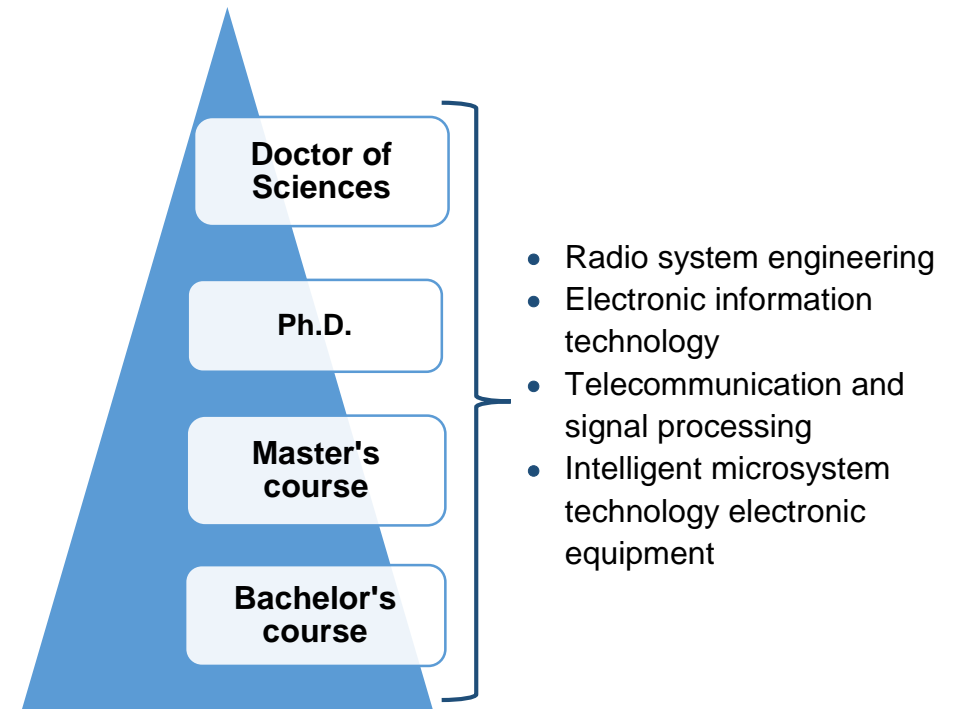 Doctor of
Sciences
Ph.D.
Master's
course
Bachelor's
course
• Radio system engineering
• Electronic information
technology
• Telecommunication and
signal processing
• Intelligent microsystem
technology electronic
equipment